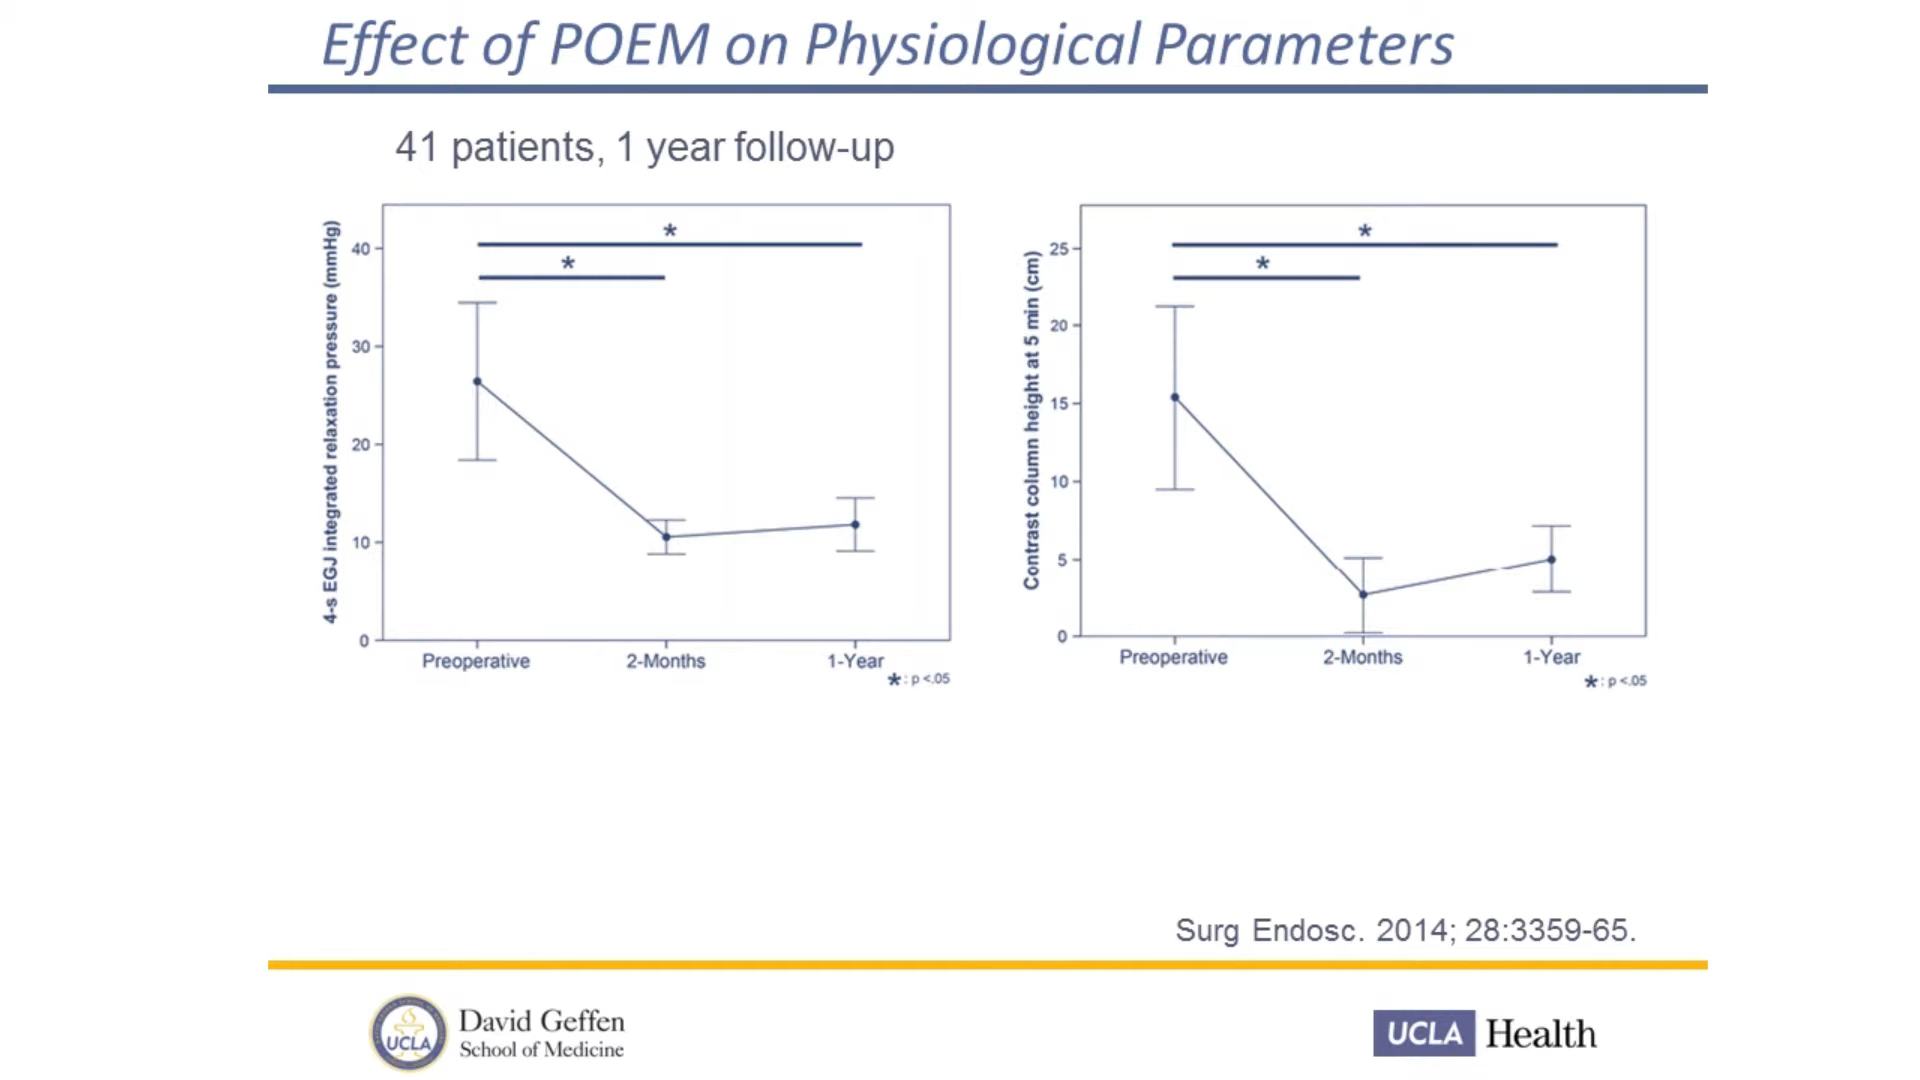 Effect of POEM on Physiological Parameters
41 patients, 1 year follow-up
4-s EGJ integrated relaxation pressure (mmHg)
40
30
20
10
0
*
*
Preoperative
2-Months
1-Year
*: p <.05
Contrast column height at 5 min (cm)
25
20
15
10
5
0
*
*
Preoperative
2-Months
1-Year
*: p <.05
Surg Endosc. 2014; 28:3359-65.
UCLA
David Geffen
School of Medicine
UCLA Health